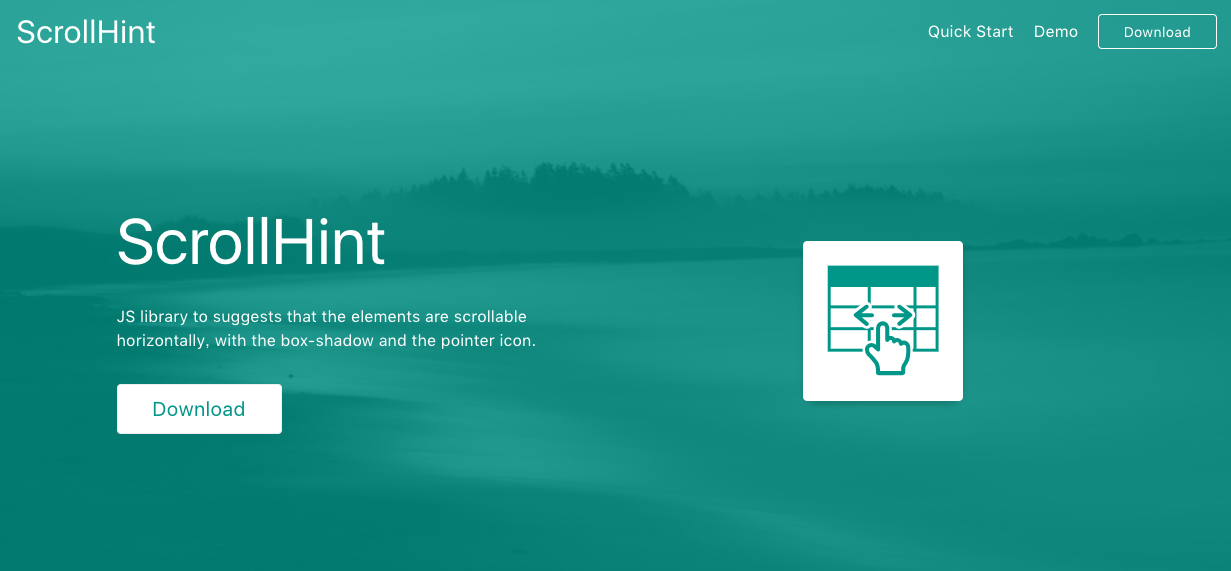 ScrollHint
Quick Start
Demo
Download
ScrollHint
JS library to suggests that the elements are scrollable
horizontally, with the box-shadow and the pointer icon.
Download